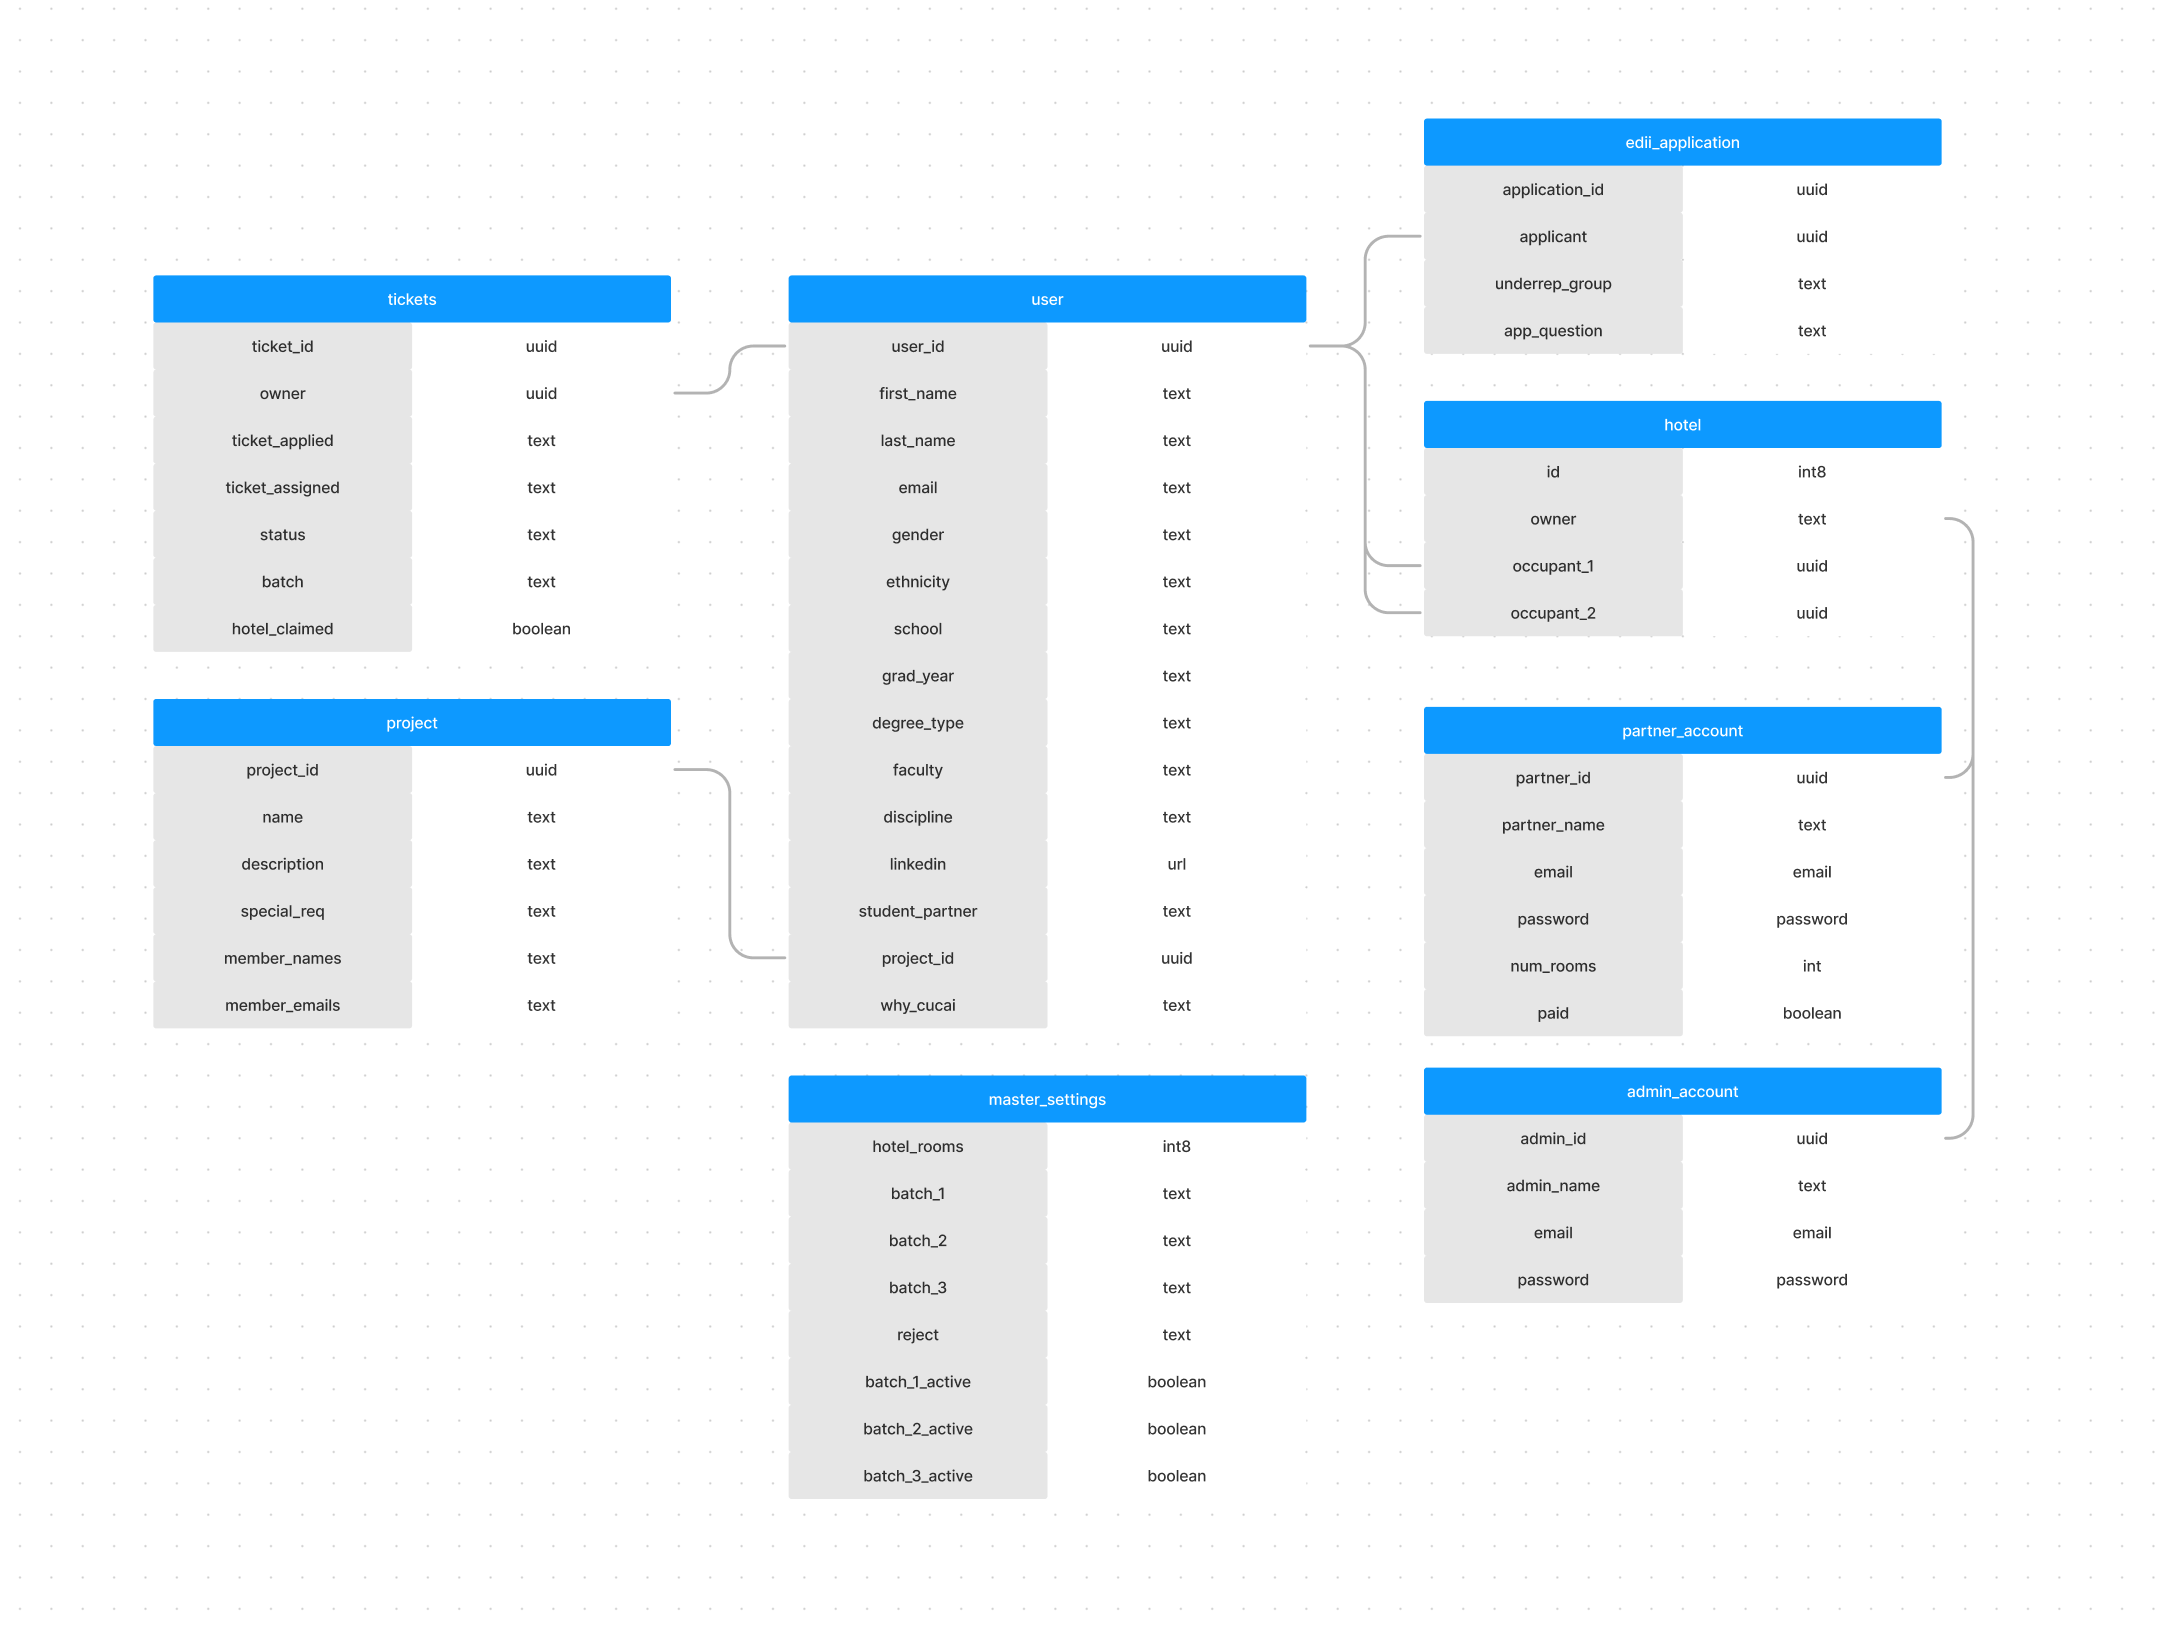 tickets
ticket_id uuid
owner uuid
ticket_applied text
ticket_assigned text
status text
batch text
hotel_claimed boolean
project
project_id uuid
name text
description text
special_req text
member_names text
member_emails text
user
user_id uuid
first_name text
last_name text
email text
gender text
ethnicity text
school text
grad_year text
degree_type text
faculty text
discipline text
linkedin url
student_partner text
project_id uuid
why_cucai text
master_settings
hotel_rooms int8
batch_1 text
batch_2 text
batch_3 text
reject text
batch_1_active boolean
batch_2_active boolean
batch_3_active boolean
edii_application
application_id uuid
applicant uuid
underrep_group text
app_question text
hotel
id int8
owner text
occupant_1 uuid
occupant_2 uuid
partner_account
partner_id uuid
partner_name text
email email
password password
num_rooms int
paid boolean
admin_account
admin_id uuid
admin_name text
email email
password password